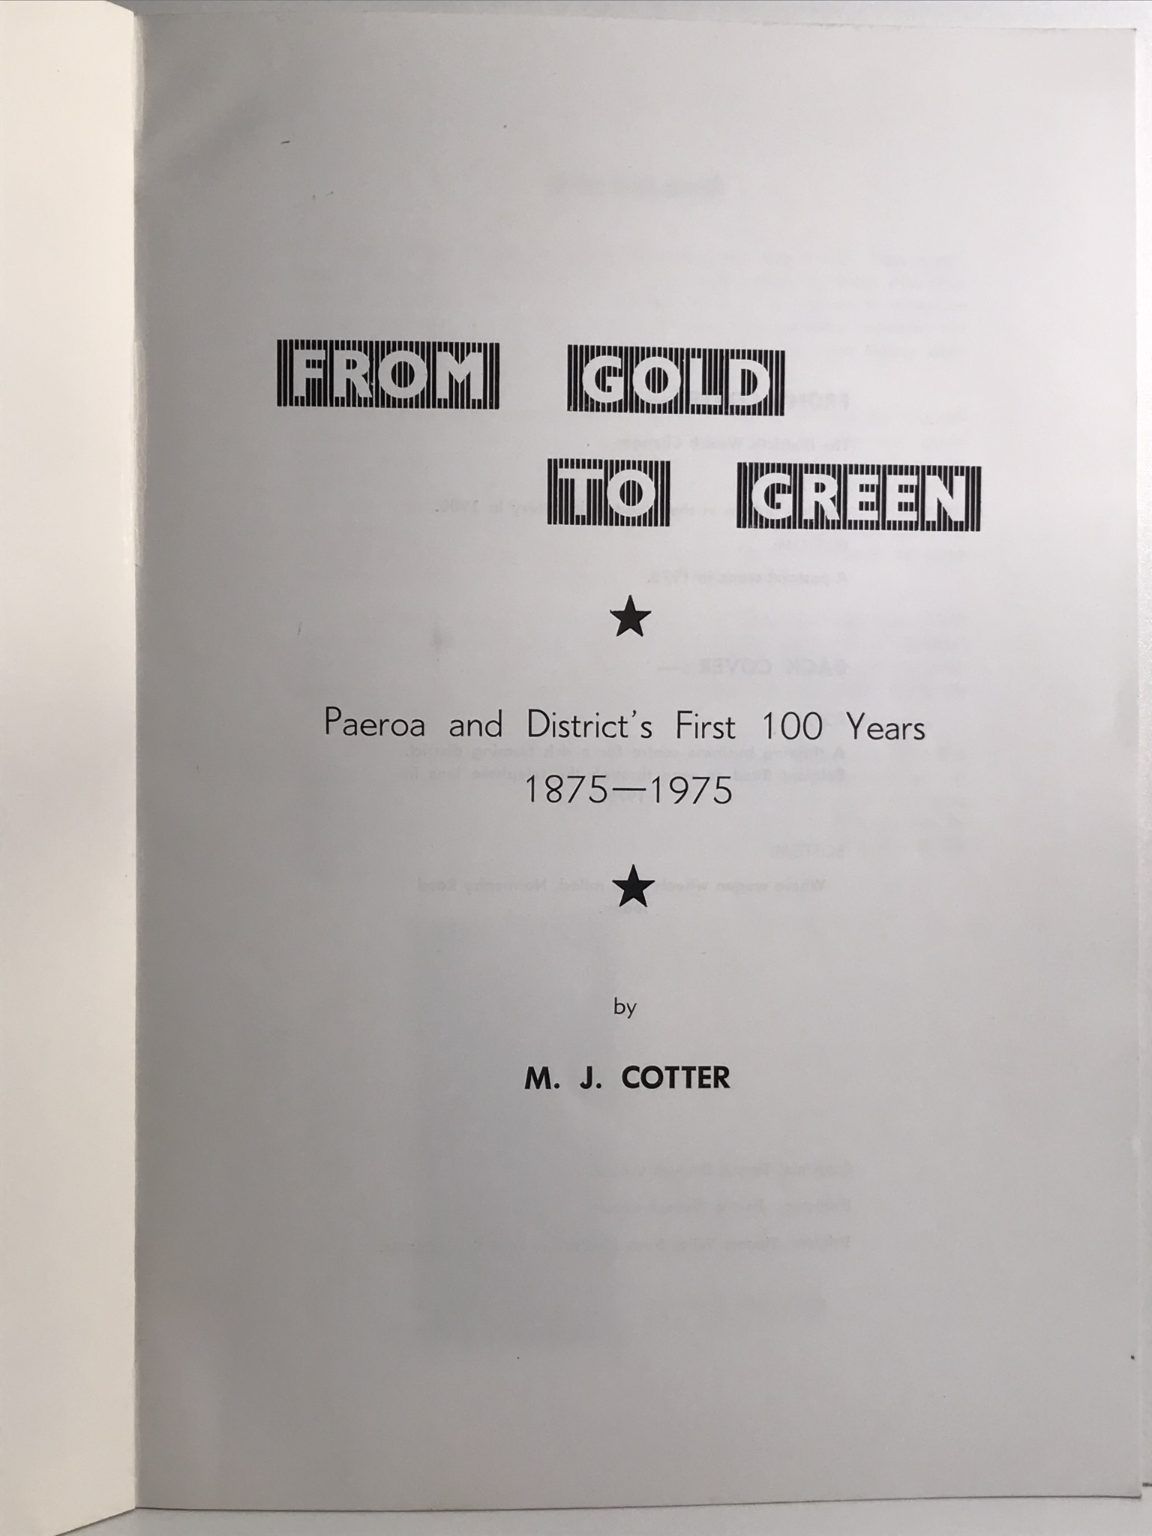 FROM GOLD
TO GREEN
Paeroa and District's First 100 Years
1875—1975
by
M. J. COTTER